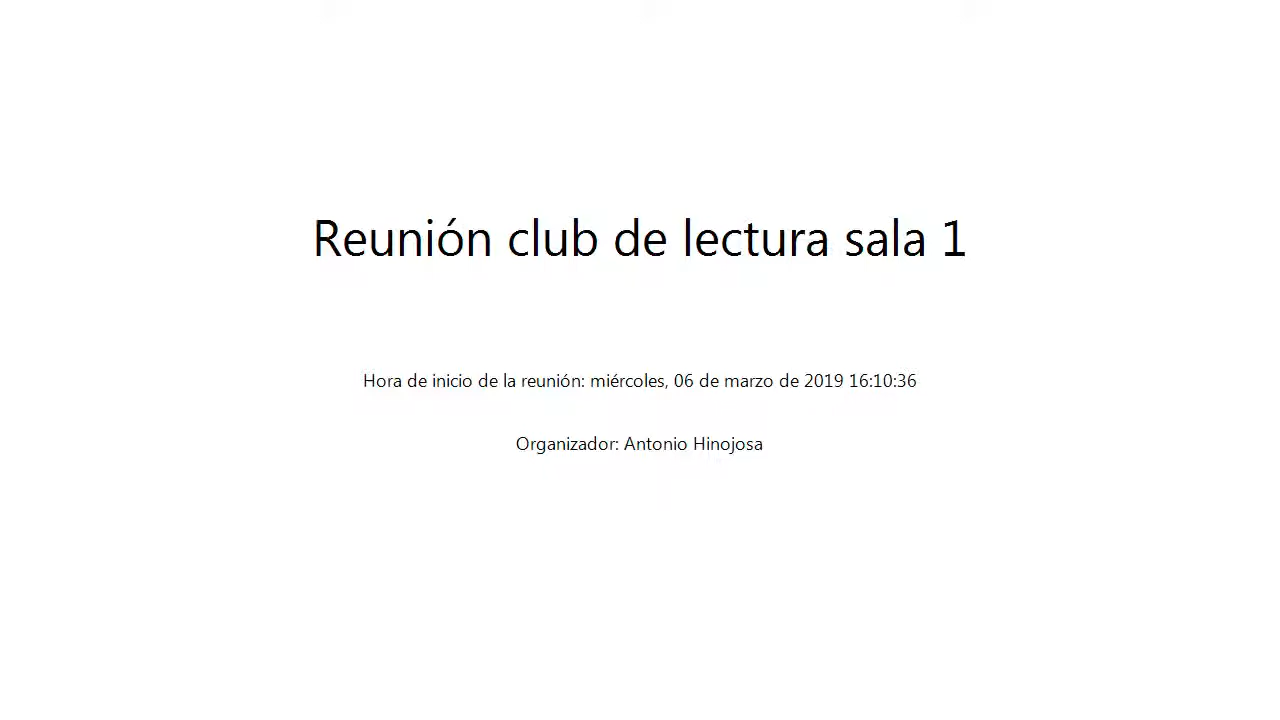 Reunión club de lectura sala 1
Hora de inicio de la reunión: miércoles, 06 de marzo de 2019 16:10:36
Organizador: Antonio Hinojosa